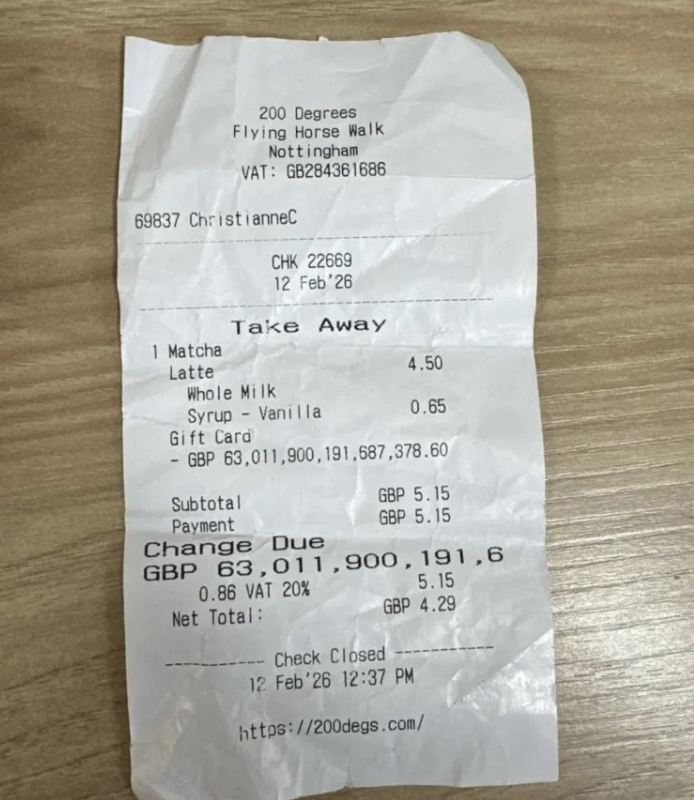 200 Degrees
Flying Horse Walk
Nottingham
VAT: GB284361686
69837 ChristianneC
CHK 22669
12 Feb'26
Take Away
1 Matcha
Latte 4.50
Whole Milk
Syrup - Vanilla 0.65
Gift Card
- GBP 63,011,900,191,687,378.60
Subtotal GBP 5.15
Payment GBP 5.15
Change Due
GBP 63,011,900,191,6
0.86 VAT 20% 5.15
Net Total: GBP 4.29
----------- Check Closed -----------
12 Feb'26 12:37 PM
https://200degs.com/